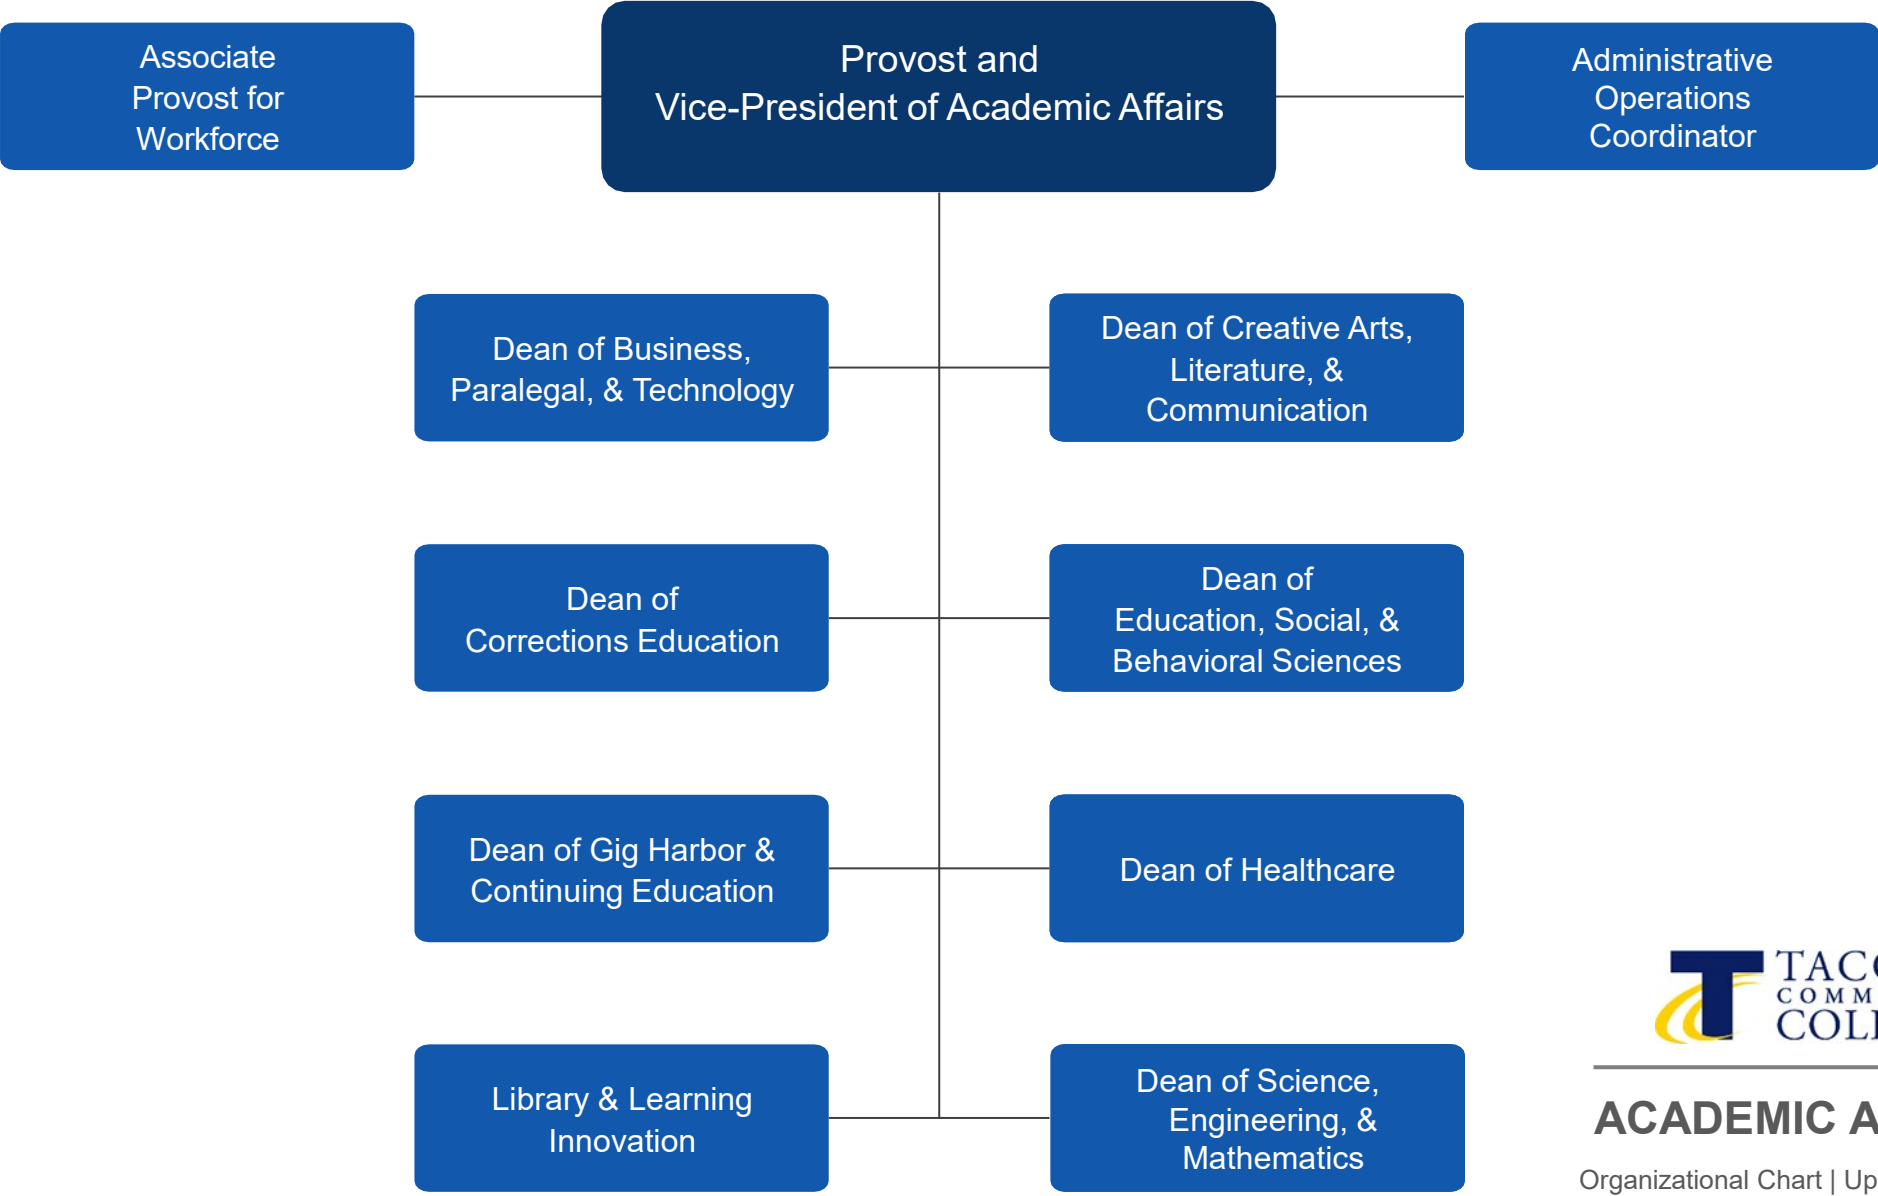 Associate
Provost for
Workforce
Provost and
Vice-President of Academic Affairs
Administrative
Operations
Coordinator
Dean of Business,
Paralegal, & Technology
Dean of Creative Arts,
Literature, &
Communication
Dean of
Corrections Education
Dean of
Education, Social, &
Behavioral Sciences
Dean of Gig Harbor &
Continuing Education
Dean of Healthcare
Library & Learning
Innovation
Dean of Science,
Engineering, &
Mathematics
T
ACADEMIC
Organizational Chart |